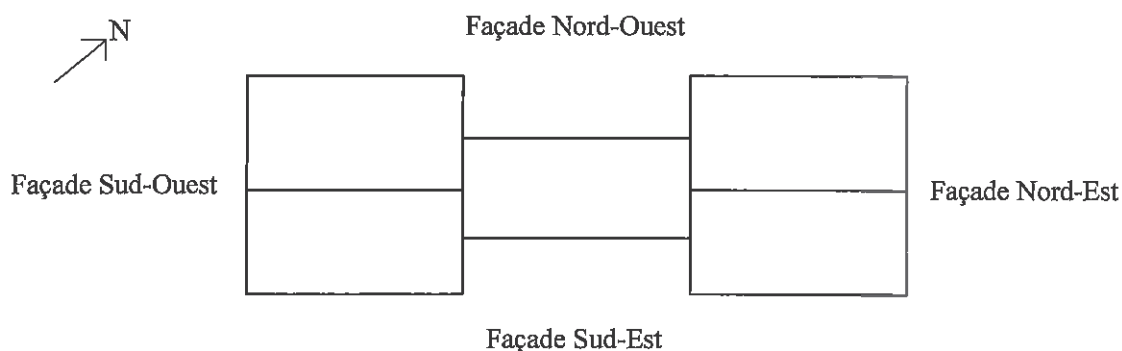 N
Façade Nord-Ouest
Façade Sud-Ouest
Façade Nord-Est
Façade Sud-Est